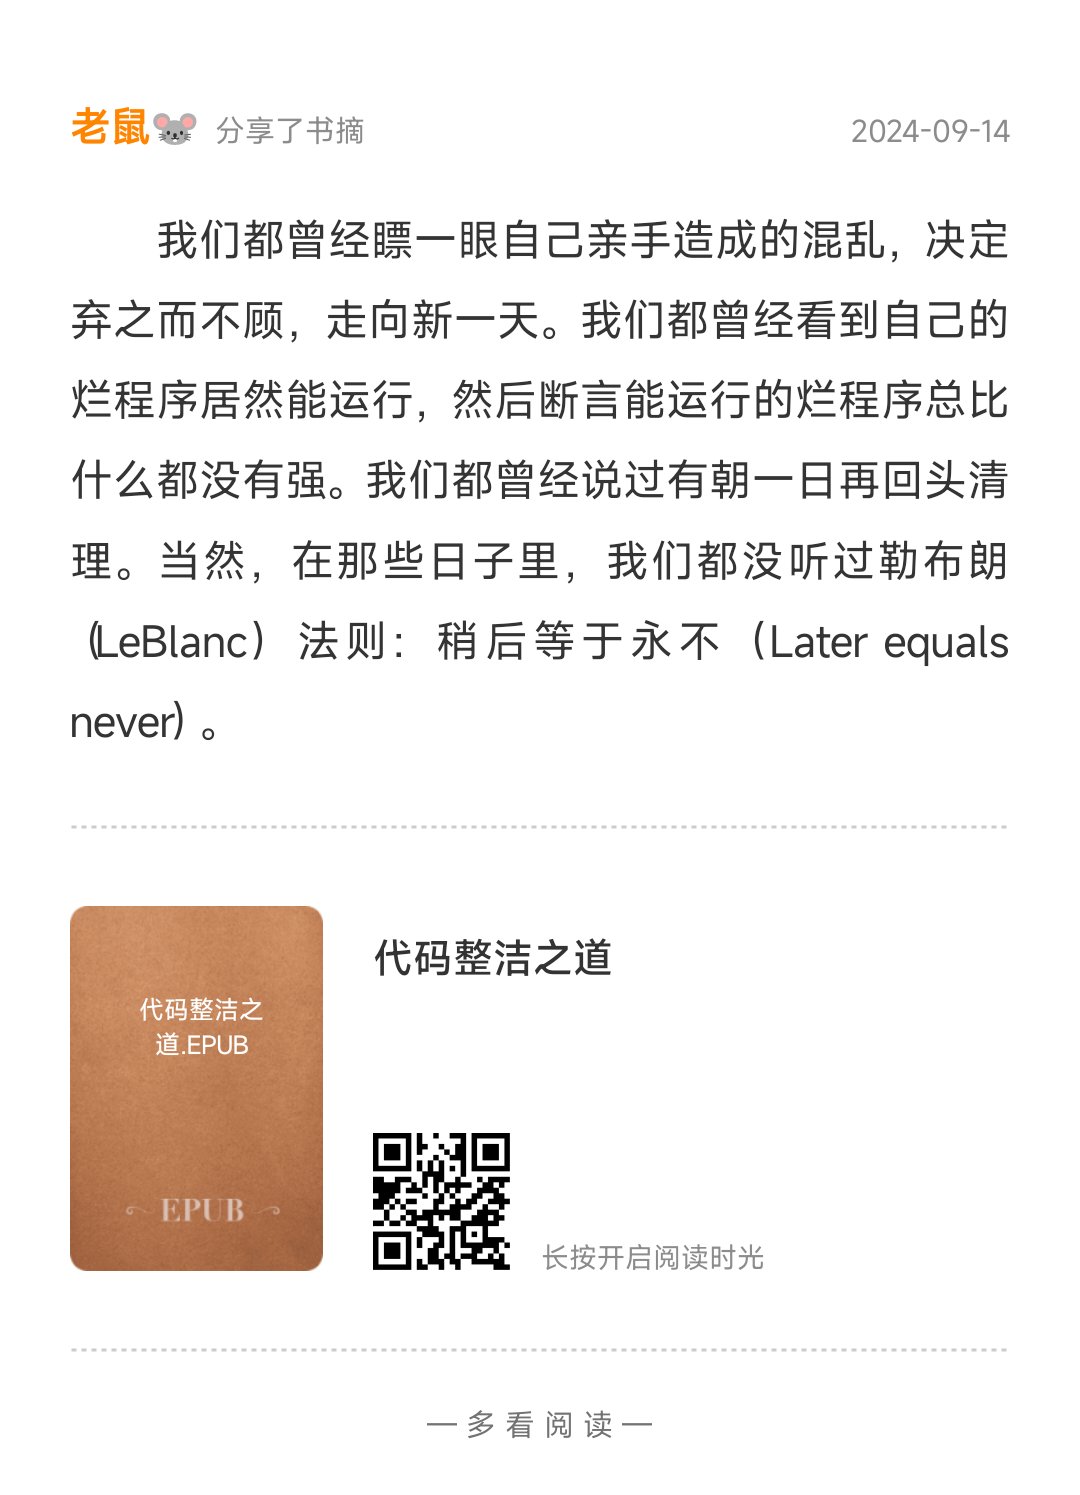 老鼠🐭 分享了书摘 2024-09-14
我们都曾经瞟一眼自己亲手造成的混乱，决定
弃之而不顾，走向新一天。我们都曾经看到自己的
烂程序居然能运行，然后断言能运行的烂程序总比
什么都没有强。我们都曾经说过有朝一日再回头清
理。当然，在那些日子里，我们都没听过勒布朗
（LeBlanc）法则：稍后等于永不（Later equals
never）。
代码整洁之
道.EPUB
EPUB
代码整洁之道
长按开启阅读时光
— 多看阅读 —